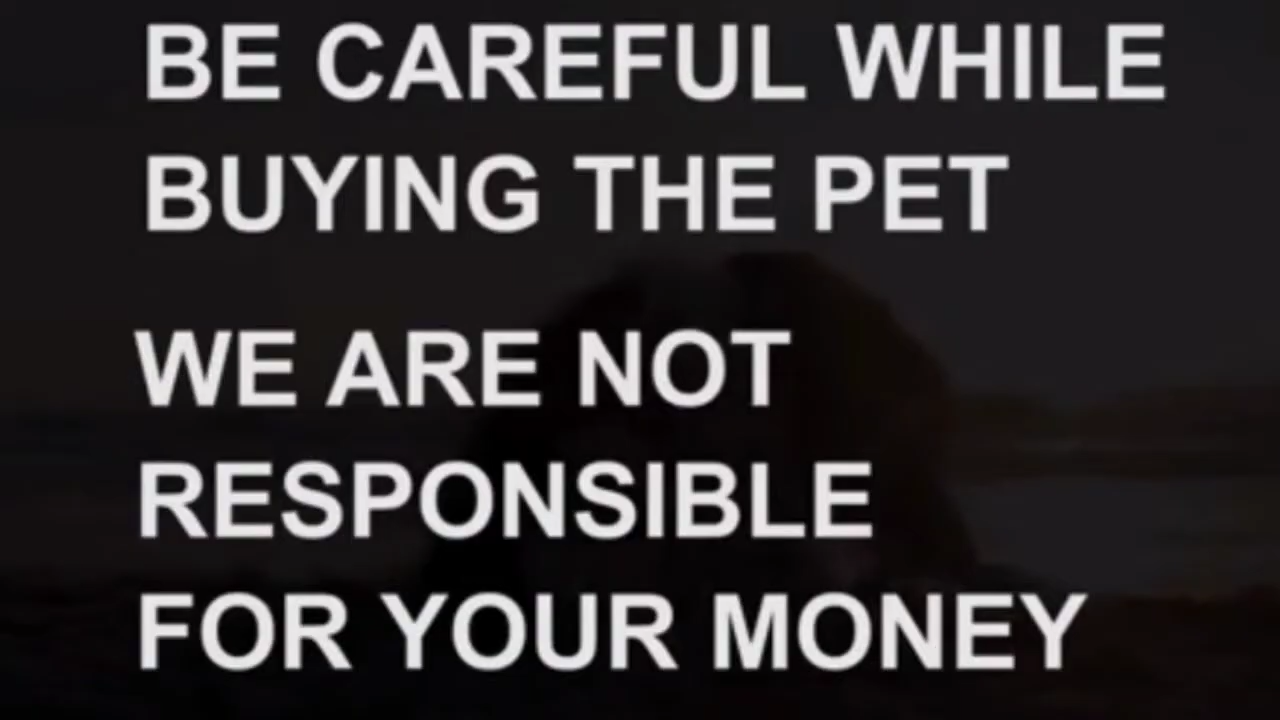 BE CAREFUL WHILE
BUYING THE PET
WE ARE NOT
RESPONSIBLE
FOR YOUR MONEY